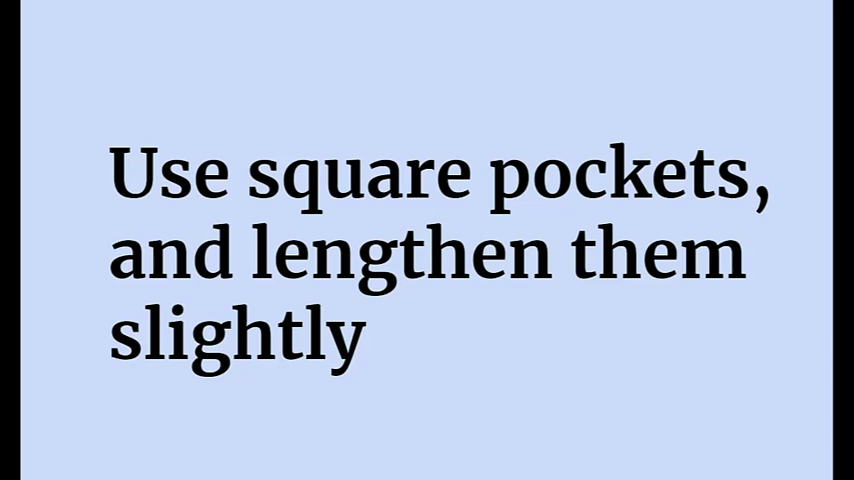 Use square pockets,
and lengthen them
slightly